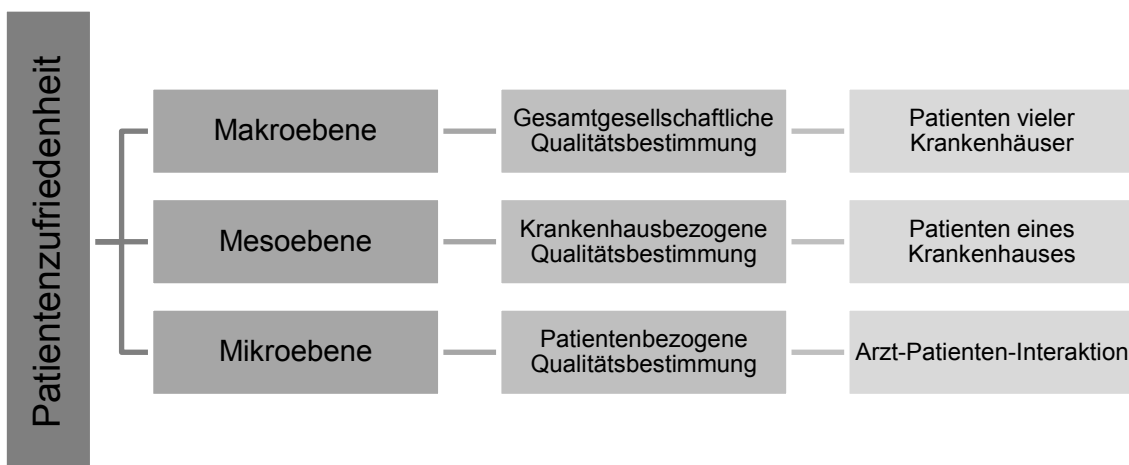 Patientenzufriedenheit
Makroebene
Gesamtgesellschaftliche
Qualitätsbestimmung
Patienten vieler
Krankenhäuser
Mesoebene
Krankenhausbezogene
Qualitätsbestimmung
Patienten eines
Krankenhauses
Mikroebene
Patientenbezogene
Qualitätsbestimmung
Arzt-Patienten-Interaktion